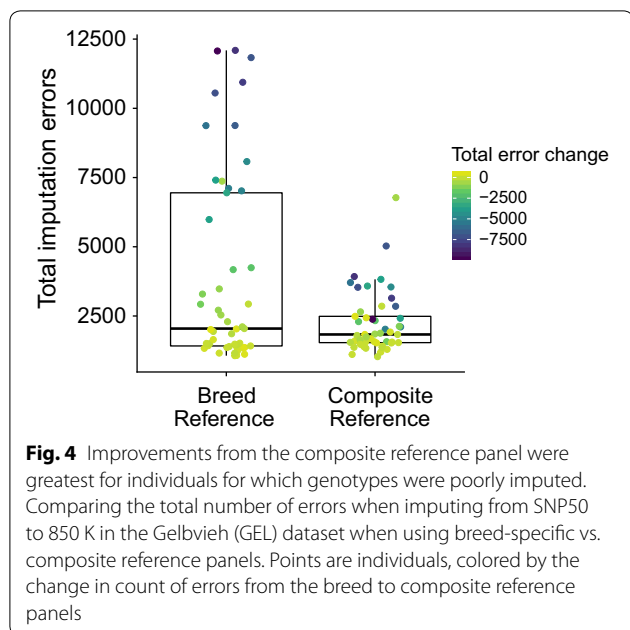 12500
10000
7500
5000
2500
Total imputation errors
Breed
Reference
Composite
Reference
Total error change
0
−2500
−5000
−7500
Fig. 4 Improvements from the composite reference panel were
greatest for individuals for which genotypes were poorly imputed.
Comparing the total number of errors when imputing from SNP50
to 850 K in the Gelbvieh (GEL) dataset when using breed-specific vs.
composite reference panels. Points are individuals, colored by the
change in count of errors from the breed to composite reference
panels